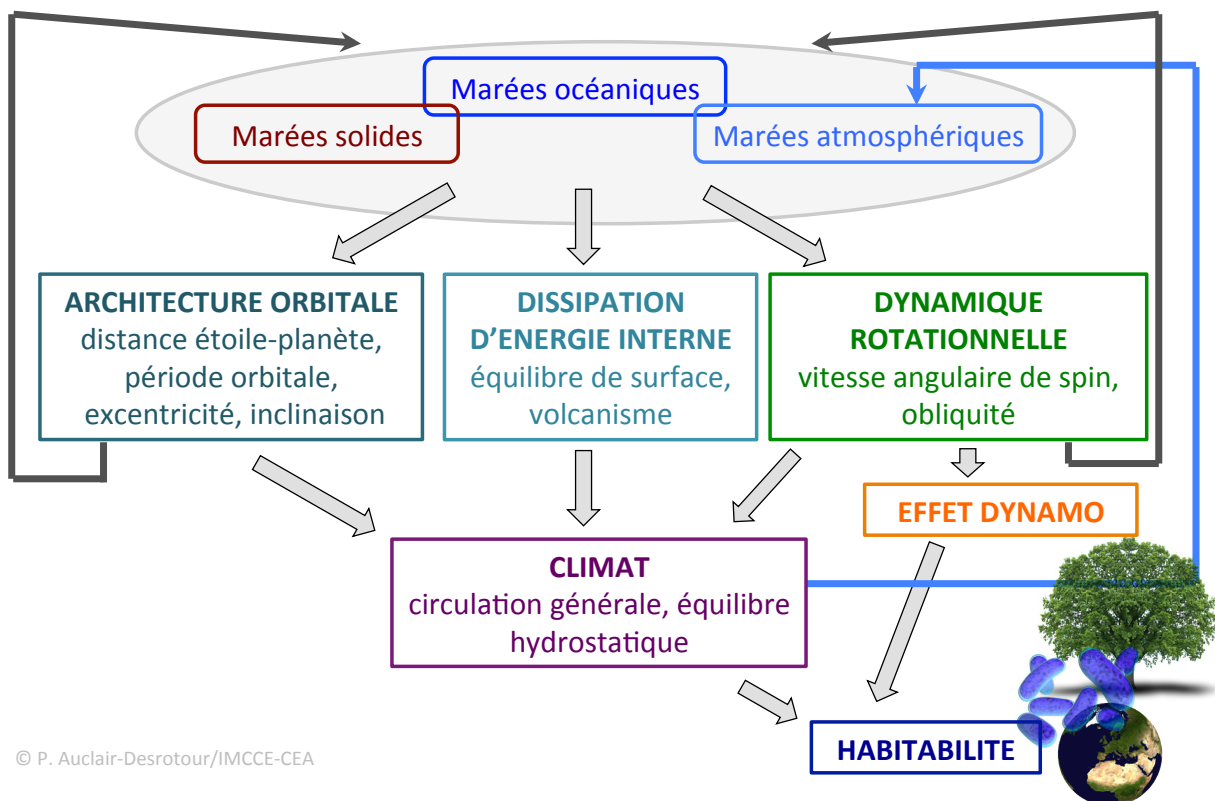 Marées océaniques
Marées solides
Marées atmosphériques
ARCHITECTURE ORBITALE
distance étoile-planète,
période orbitale,
excentricité, inclinaison
DISSIPATION
D’ENERGIE INTERNE
équilibre de surface,
volcanisme
DYNAMIQUE
ROTATIONNELLE
vitesse angulaire de spin,
obliquité
EFFET DYNAMO
CLIMAT
circulation générale, équilibre
hydrostatique
HABITABILITE
© P. Auclair-Desrotour/IMCCE-CEA